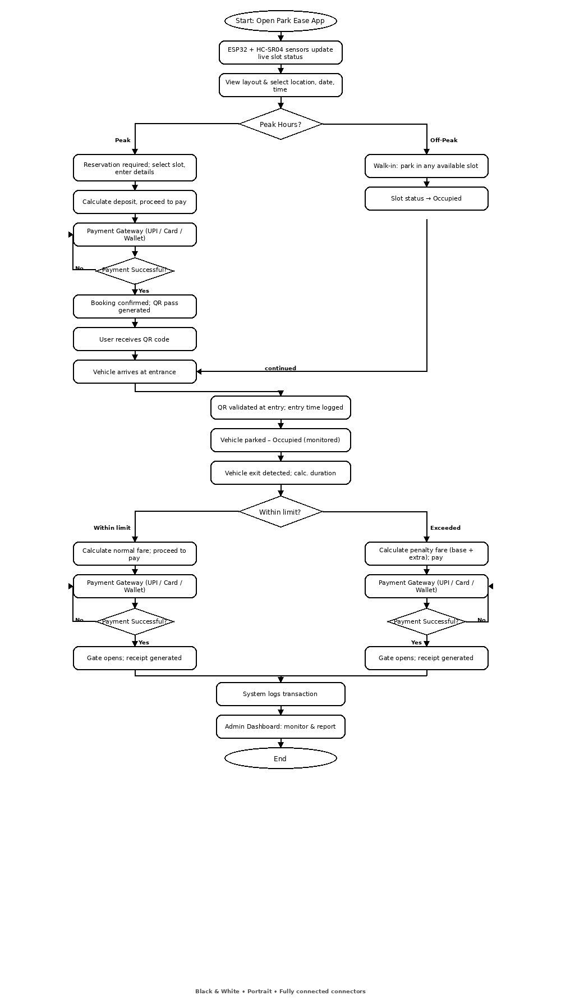 Start: Open Park Ease App
ESP32 + HC-SR04 sensors update
live slot status
View layout & select location, date,
time
Peak Hours?
Peak
Off-Peak
Reservation required; select slot,
enter details
Walk-in: park in any available slot
Calculate deposit, proceed to pay
Slot status → Occupied
Payment Gateway (UPI / Card /
Wallet)
No
Payment Successful?
Yes
Booking confirmed; QR pass
generated
User receives QR code
Vehicle arrives at entrance
continued
QR validated at entry; entry time logged
Vehicle parked – Occupied (monitored)
Vehicle exit detected; calc. duration
Within limit?
Within limit
Exceeded
Calculate normal fare; proceed to
pay
Calculate penalty fare (base +
extra); pay
Payment Gateway (UPI / Card /
Wallet)
Payment Gateway (UPI / Card /
Wallet)
No
Payment Successful?
Payment Successful?
No
Yes
Yes
Gate opens; receipt generated
Gate opens; receipt generated
System logs transaction
Admin Dashboard: monitor & report
End
Black & White • Portrait • Fully connected connectors